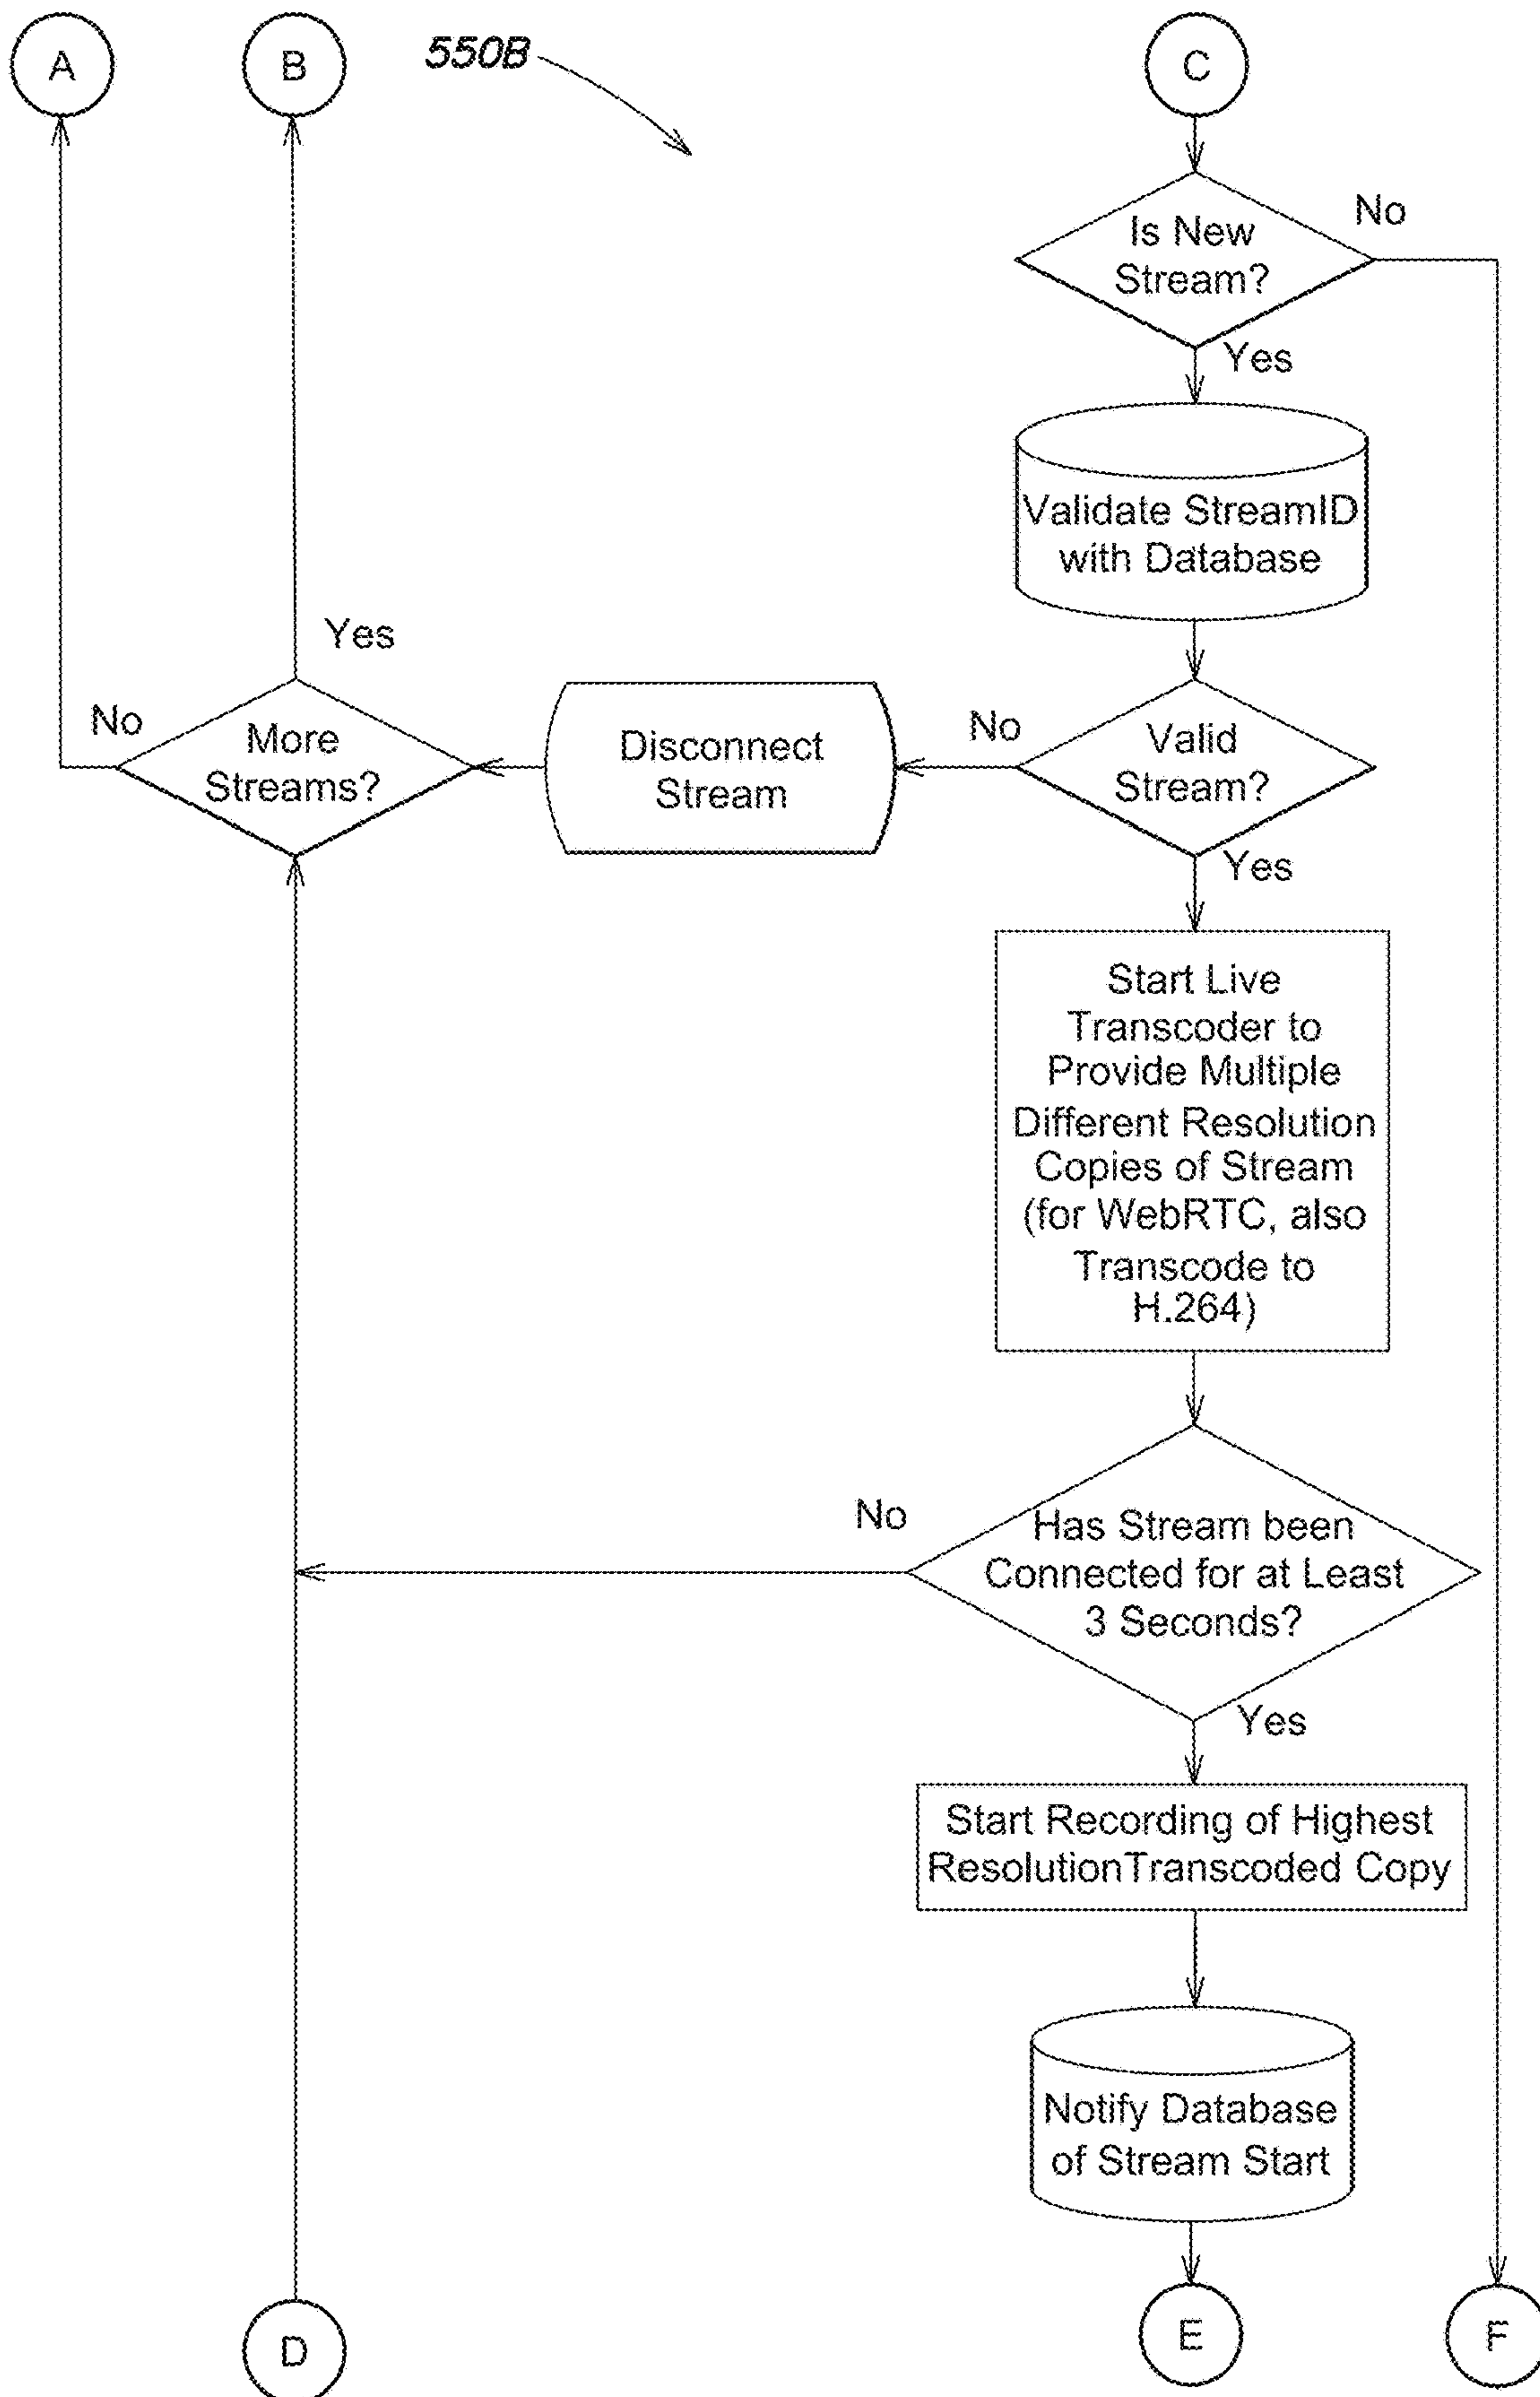 A
B
550B
C
Is New
Stream?
No
Yes
Validate StreamID
with Database
Yes
No
More
Streams?
Disconnect
Stream
No
Valid
Stream?
Yes
Start Live
Transcoder to
Provide Multiple
Different Resolution
Copies of Stream
(for WebRTC, also
Transcode to
H.264)
No
Has Stream been
Connected for at Least
3 Seconds?
Yes
Start Recording of Highest
ResolutionTranscoded Copy
Notify Database
of Stream Start
D
E
F